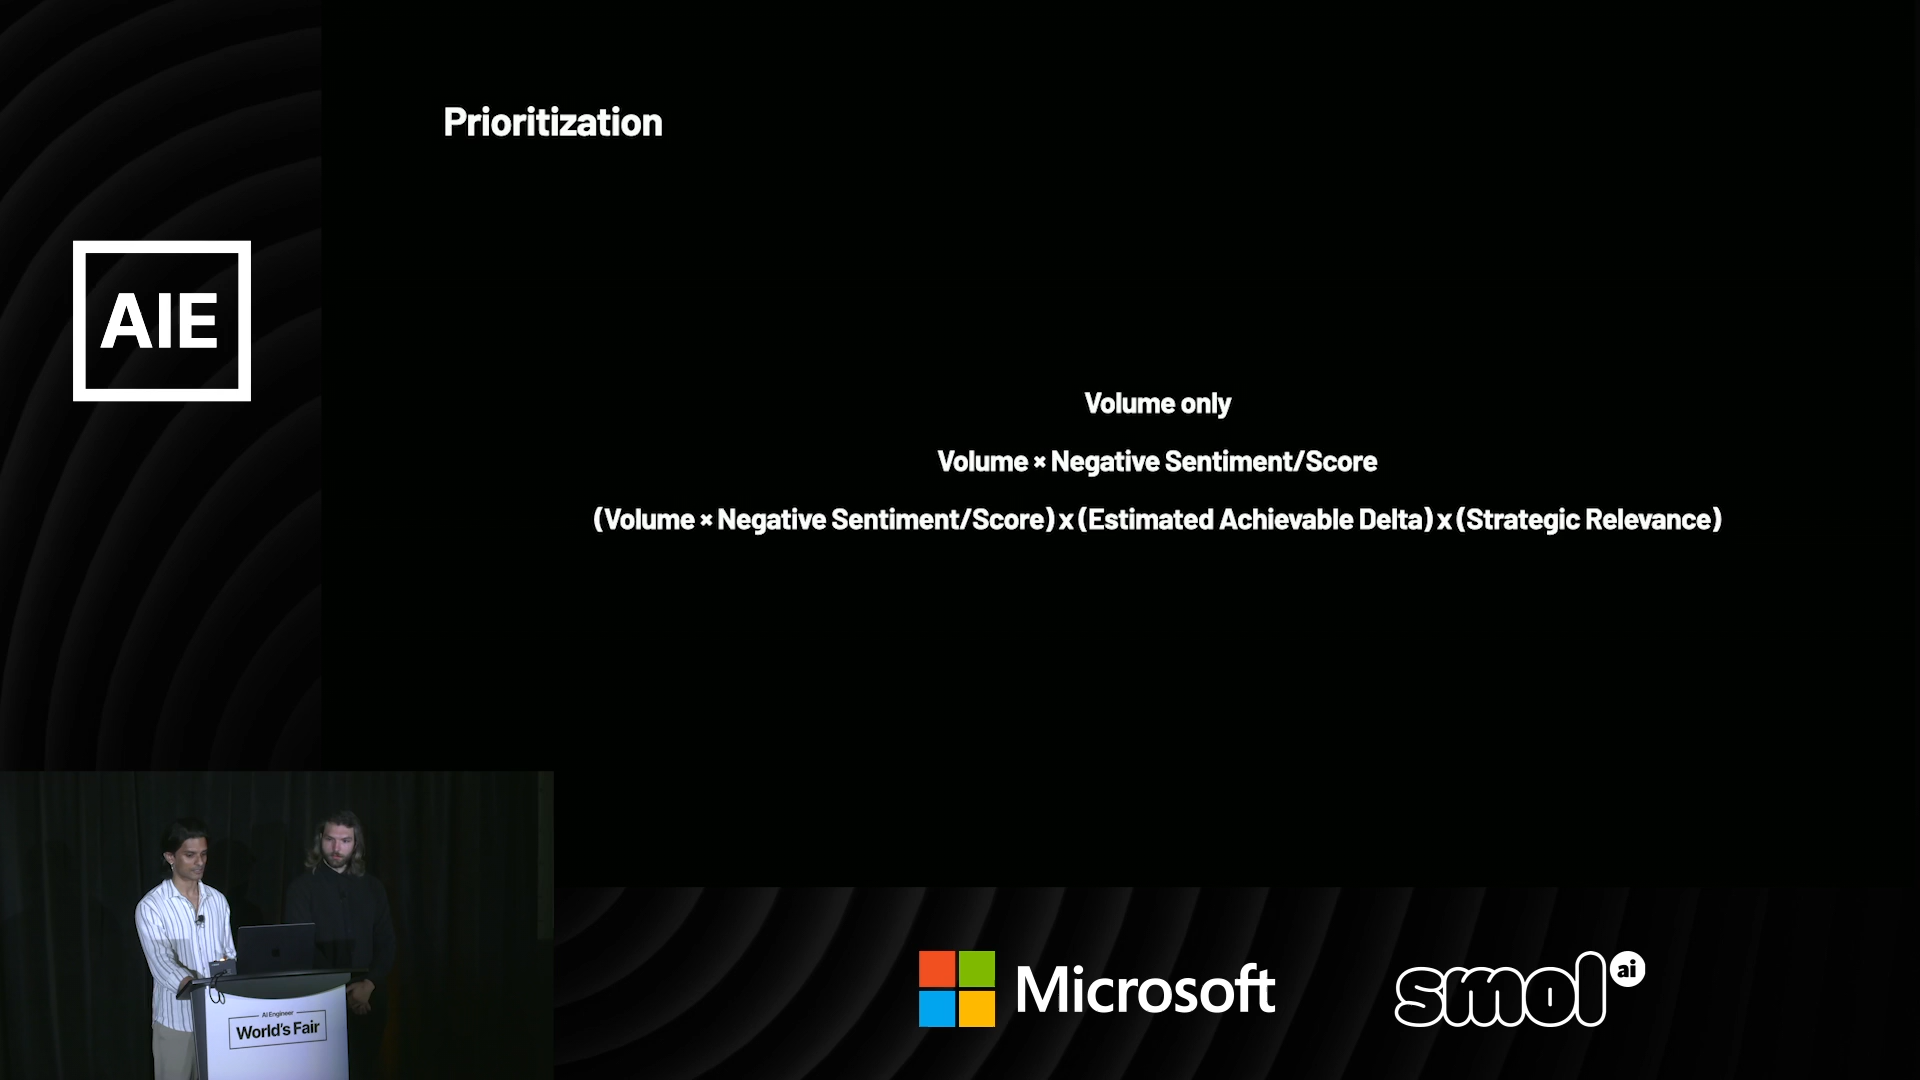 Prioritization
AIE
Volume only
Volume × Negative Sentiment/Score
(Volume × Negative Sentiment/Score) x (Estimated Achievable Delta) x (Strategic Relevance)
AI Engineer
World's Fair
Microsoft
smol ai